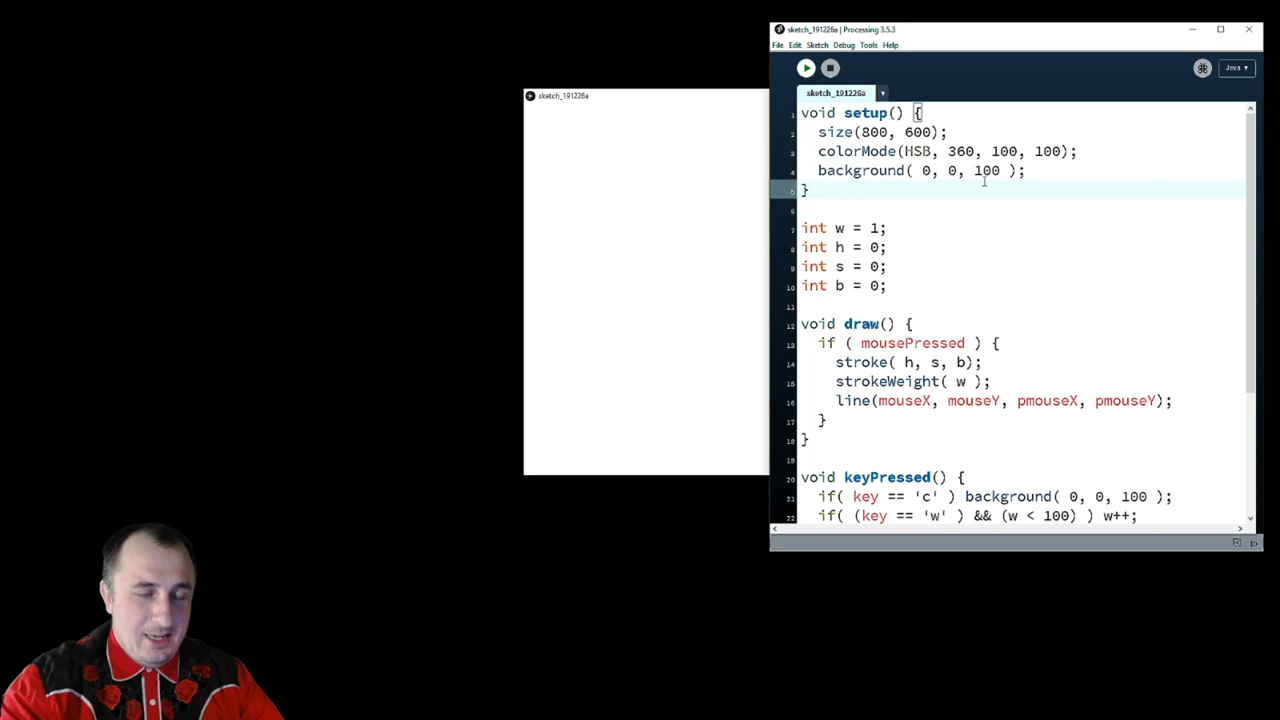 sketch_191226a | Processing 3.5.3
File Edit Sketch Debug Tools Help
Java ▾
sketch_191226a
sketch_191226a
1 void setup() {
2 size(800, 600);
3 colorMode(HSB, 360, 100, 100);
4 background( 0, 0, 100 );
5 }
6
7 int w = 1;
8 int h = 0;
9 int s = 0;
10 int b = 0;
11
12 void draw() {
13 if ( mousePressed ) {
14 stroke( h, s, b);
15 strokeWeight( w );
16 line(mouseX, mouseY, pmouseX, pmouseY);
17 }
18 }
19
20 void keyPressed() {
21 if( key == 'c' ) background( 0, 0, 100 );
22 if( (key == 'w' ) && (w < 100) ) w++;